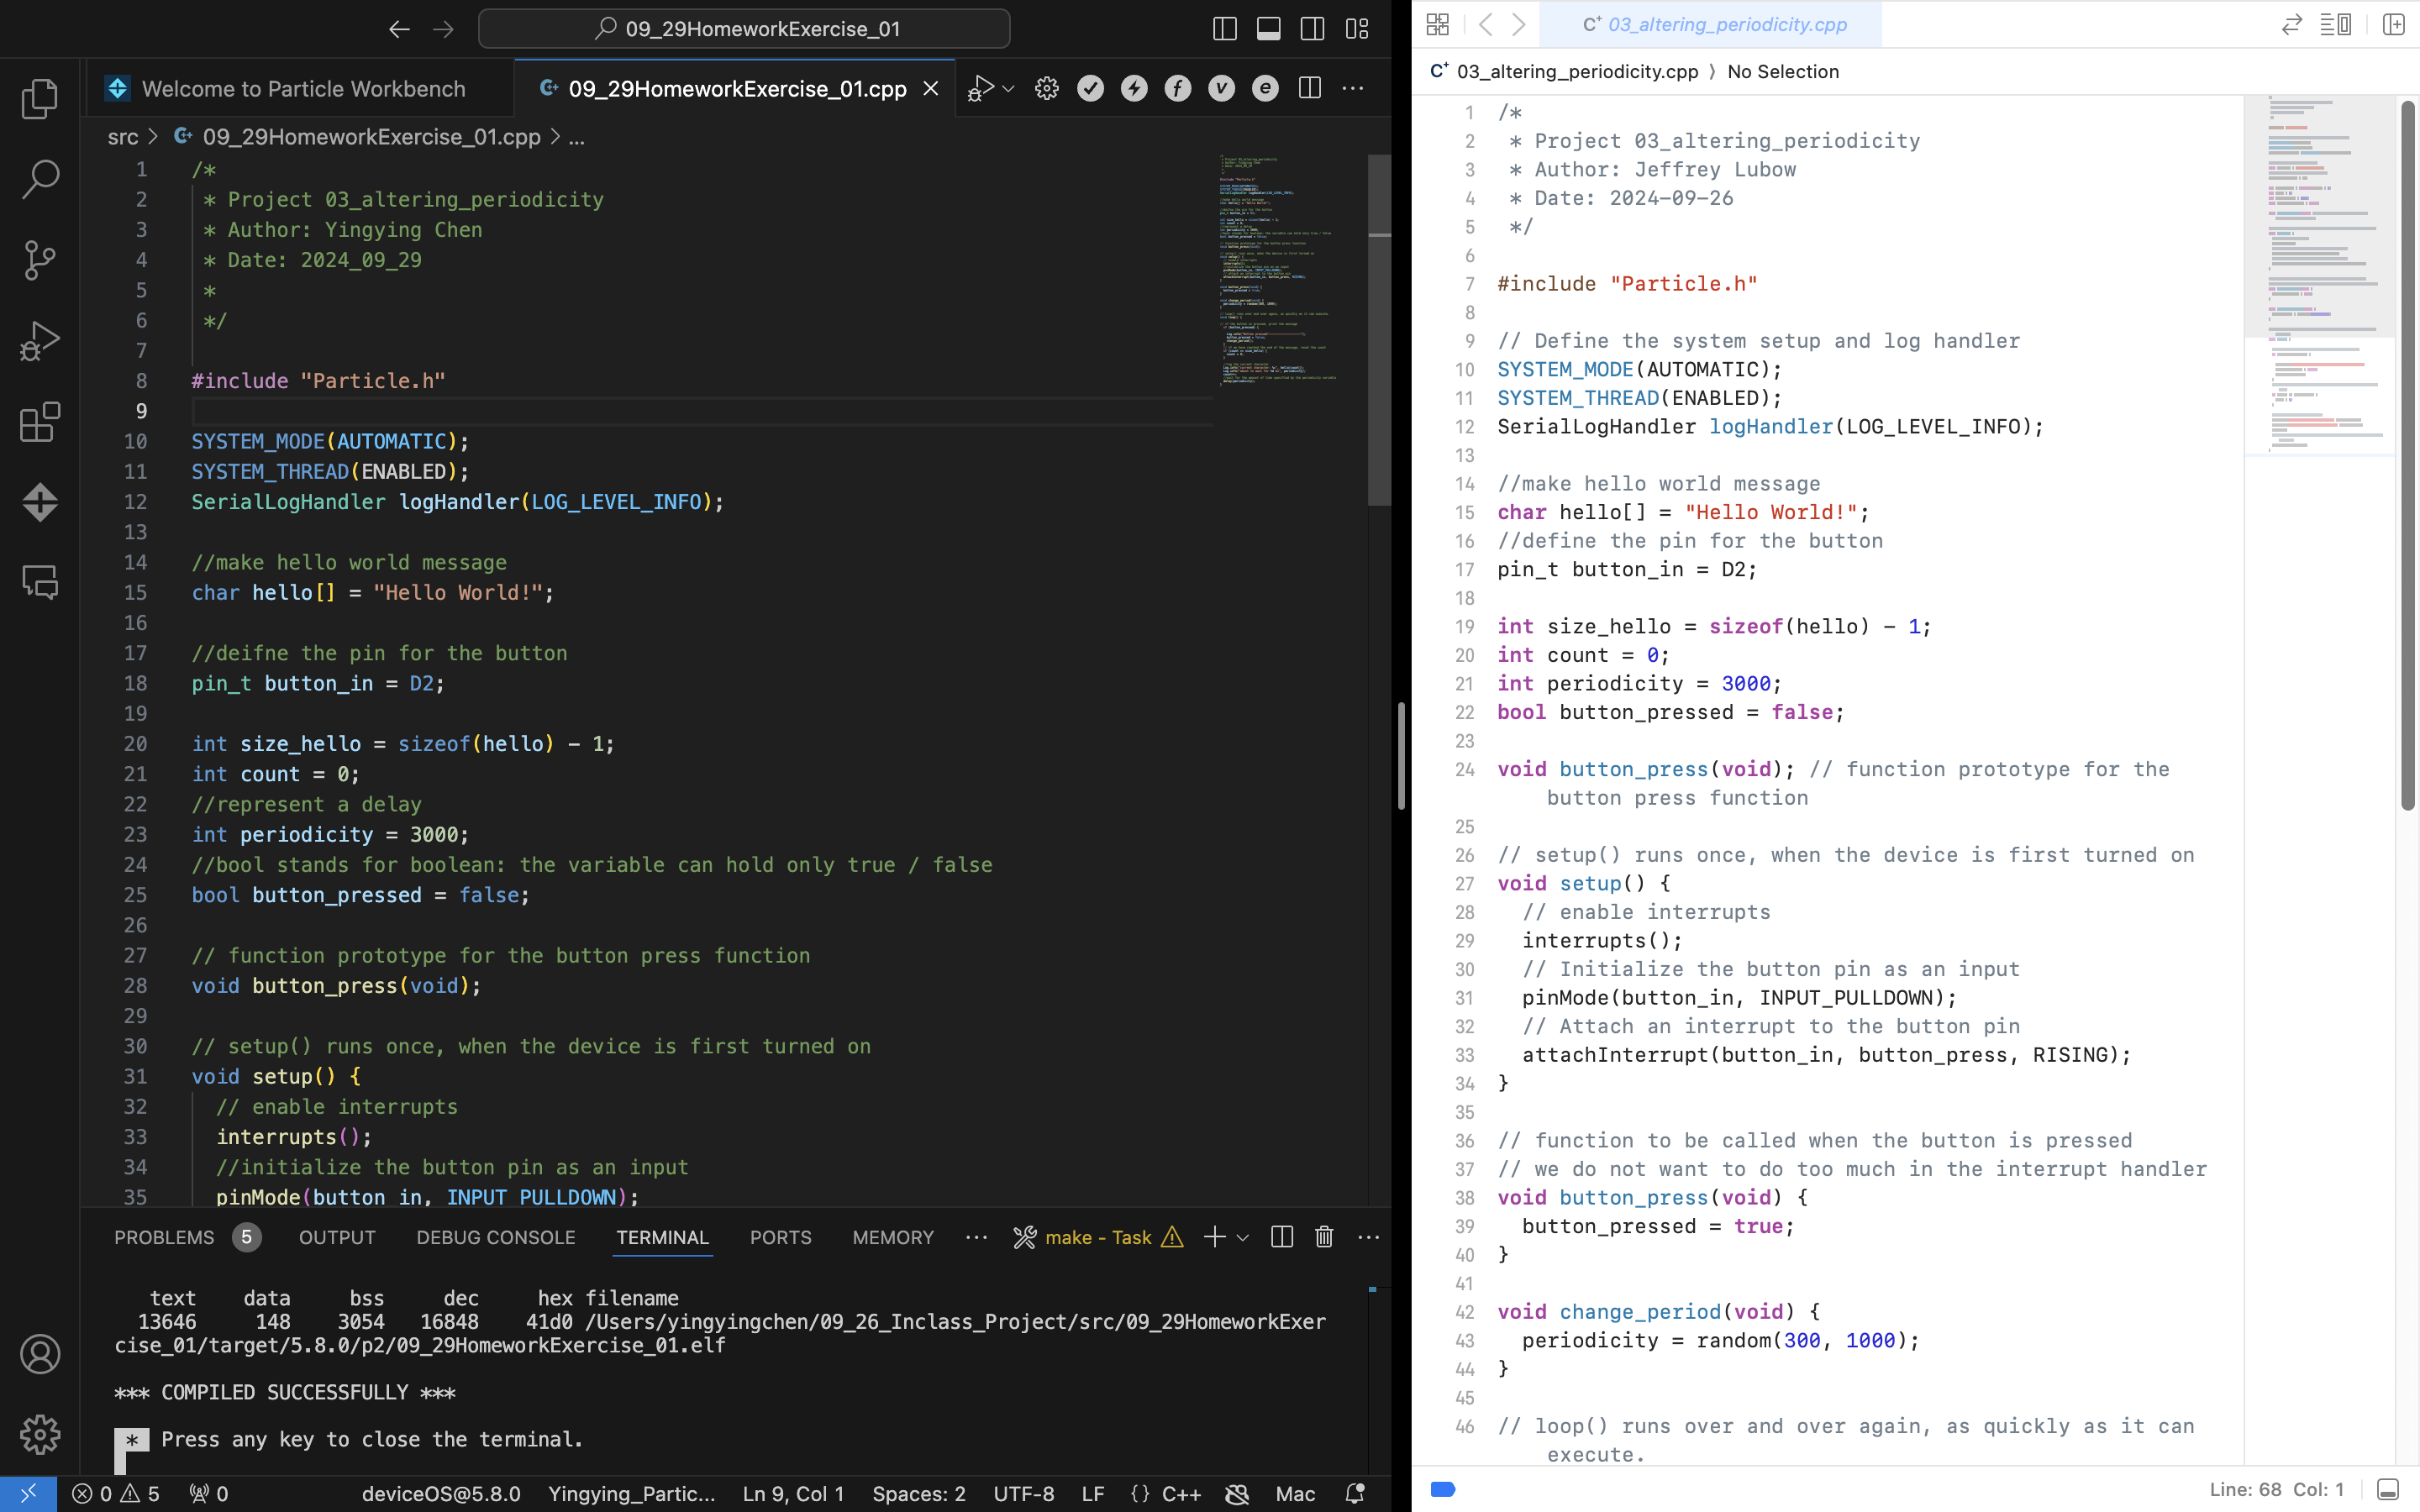 09_29HomeworkExercise_01
Welcome to Particle Workbench
09_29HomeworkExercise_01.cpp
src > 09_29HomeworkExercise_01.cpp > ...
1 /*
2 * Project 03_altering_periodicity
3 * Author: Yingying Chen
4 * Date: 2024_09_29
5 *
6 */
7
8 #include "Particle.h"
9
10 SYSTEM_MODE(AUTOMATIC);
11 SYSTEM_THREAD(ENABLED);
12 SerialLogHandler logHandler(LOG_LEVEL_INFO);
13
14 //make hello world message
15 char hello[] = "Hello World!";
16
17 //deifne the pin for the button
18 pin_t button_in = D2;
19
20 int size_hello = sizeof(hello) - 1;
21 int count = 0;
22 //represent a delay
23 int periodicity = 3000;
24 //bool stands for boolean: the variable can hold only true / false
25 bool button_pressed = false;
26
27 // function prototype for the button press function
28 void button_press(void);
29
30 // setup() runs once, when the device is first turned on
31 void setup() {
32 // enable interrupts
33 interrupts();
34 //initialize the button pin as an input
35 pinMode(button_in, INPUT_PULLDOWN);
PROBLEMS 5 OUTPUT DEBUG CONSOLE TERMINAL PORTS MEMORY ... make - Task
text data bss dec hex filename
13646 148 3054 16848 41d0 /Users/yingyingchen/09_26_Inclass_Project/src/09_29HomeworkExer
cise_01/target/5.8.0/p2/09_29HomeworkExercise_01.elf
*** COMPILED SUCCESSFULLY ***
* Press any key to close the terminal.
0 5 0 deviceOS@5.8.0 Yingying_Partic... Ln 9, Col 1 Spaces: 2 UTF-8 LF {} C++ Mac
03_altering_periodicity.cpp
03_altering_periodicity.cpp > No Selection
1 /*
2 * Project 03_altering_periodicity
3 * Author: Jeffrey Lubow
4 * Date: 2024-09-26
5 */
6
7 #include "Particle.h"
8
9 // Define the system setup and log handler
10 SYSTEM_MODE(AUTOMATIC);
11 SYSTEM_THREAD(ENABLED);
12 SerialLogHandler logHandler(LOG_LEVEL_INFO);
13
14 //make hello world message
15 char hello[] = "Hello World!";
16 //define the pin for the button
17 pin_t button_in = D2;
18
19 int size_hello = sizeof(hello) - 1;
20 int count = 0;
21 int periodicity = 3000;
22 bool button_pressed = false;
23
24 void button_press(void); // function prototype for the
button press function
25
26 // setup() runs once, when the device is first turned on
27 void setup() {
28 // enable interrupts
29 interrupts();
30 // Initialize the button pin as an input
31 pinMode(button_in, INPUT_PULLDOWN);
32 // Attach an interrupt to the button pin
33 attachInterrupt(button_in, button_press, RISING);
34 }
35
36 // function to be called when the button is pressed
37 // we do not want to do too much in the interrupt handler
38 void button_press(void) {
39 button_pressed = true;
40 }
41
42 void change_period(void) {
43 periodicity = random(300, 1000);
44 }
45
46 // loop() runs over and over again, as quickly as it can
execute.
Line: 68 Col: 1